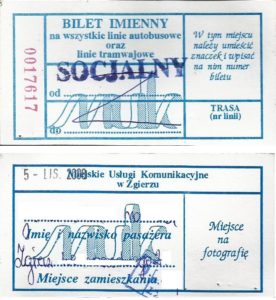 BILET IMIENNY
na wszystkie linie autobusowe
oraz
linie tramwajowe
SOCJALNY
od
do
0017617
W tym miejscu
należy umieścić
znaczek i wpisać
na nim numer
biletu
TRASA
(nr linii)
5 - LIS. 2003
Miejskie Usługi Komunikacyjne
w Zgierzu
Imię i nazwisko pasażera
Zgierz
Miejsce zamieszkania
Miejsce
na
fotografię